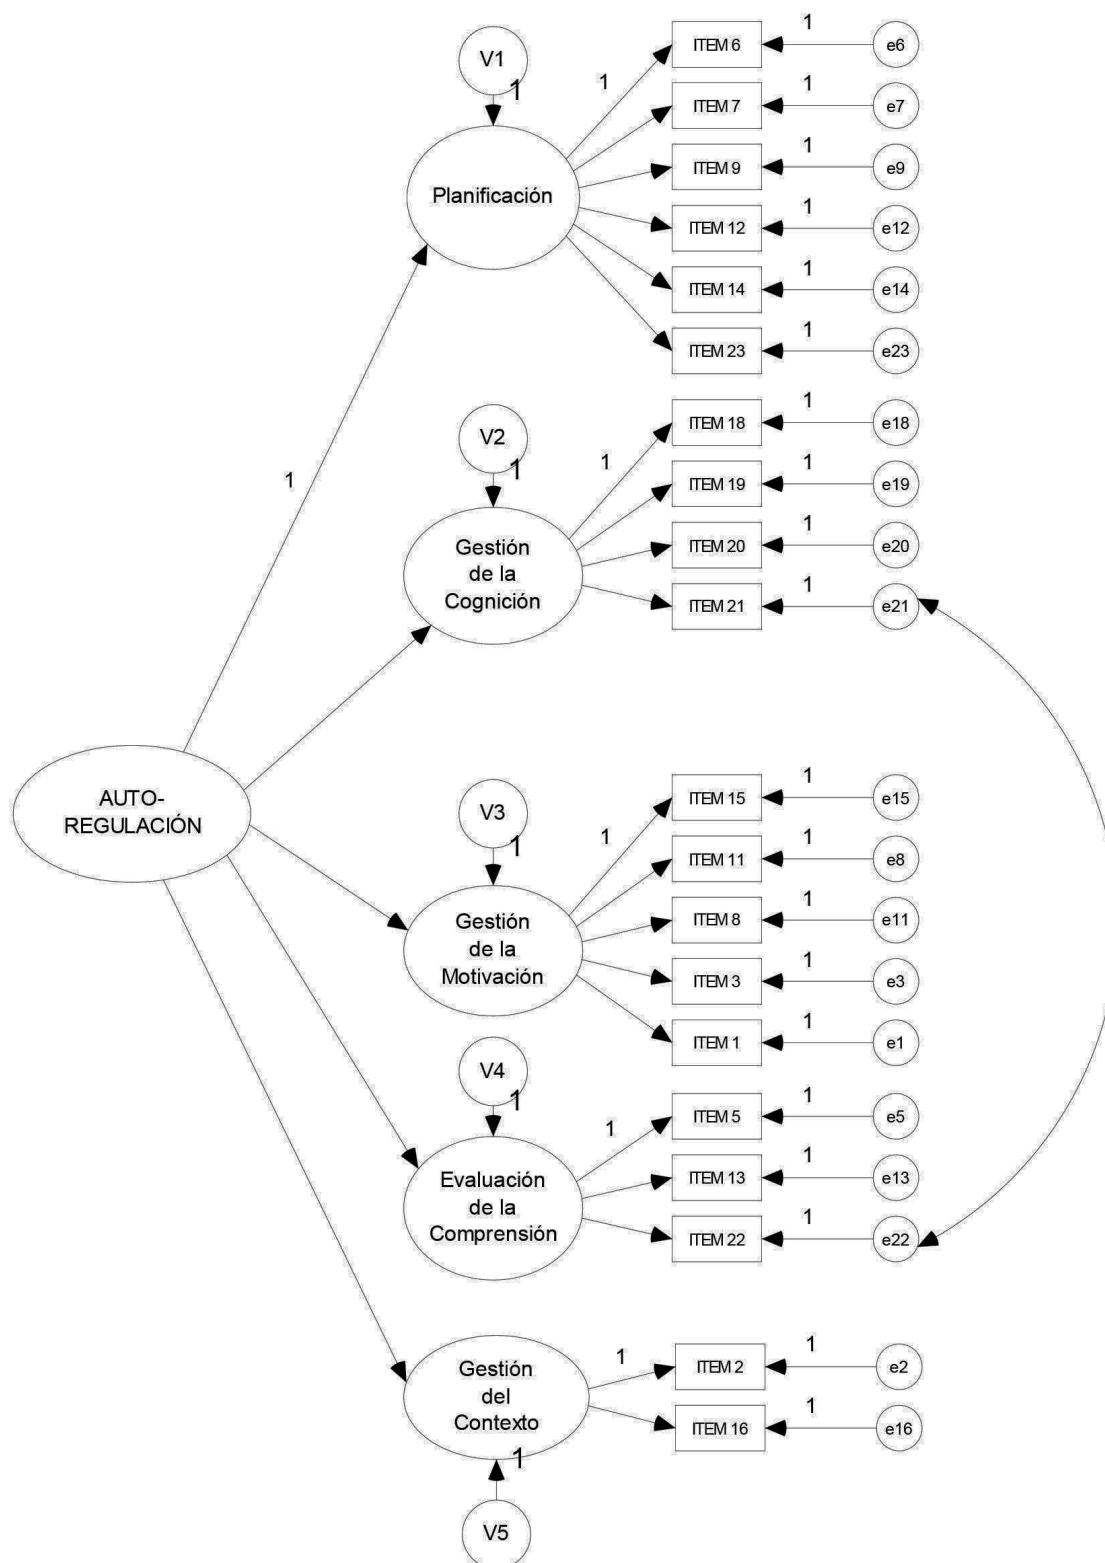 1
ITEM 6
1
e6
V1
1
1
ITEM 7
1
e7
ITEM 9
1
e9
Planificación
ITEM 12
1
e12
ITEM 14
1
e14
ITEM 23
1
e23
V2
1
1
ITEM 18
1
e18
ITEM 19
1
e19
ITEM 20
1
e20
Gestión
de la
Cognición
ITEM 21
1
e21
AUTO-
REGULACIÓN
V3
1
1
ITEM 15
1
e15
ITEM 11
1
e8
ITEM 8
1
e11
Gestión
de la
Motivación
ITEM 3
1
e3
ITEM 1
1
e1
V4
1
1
ITEM 5
1
e5
ITEM 13
1
e13
Evaluación
de la
Comprensión
ITEM 22
1
e22
Gestión
del
Contexto
1
ITEM 2
1
e2
ITEM 16
1
e16
1
V5